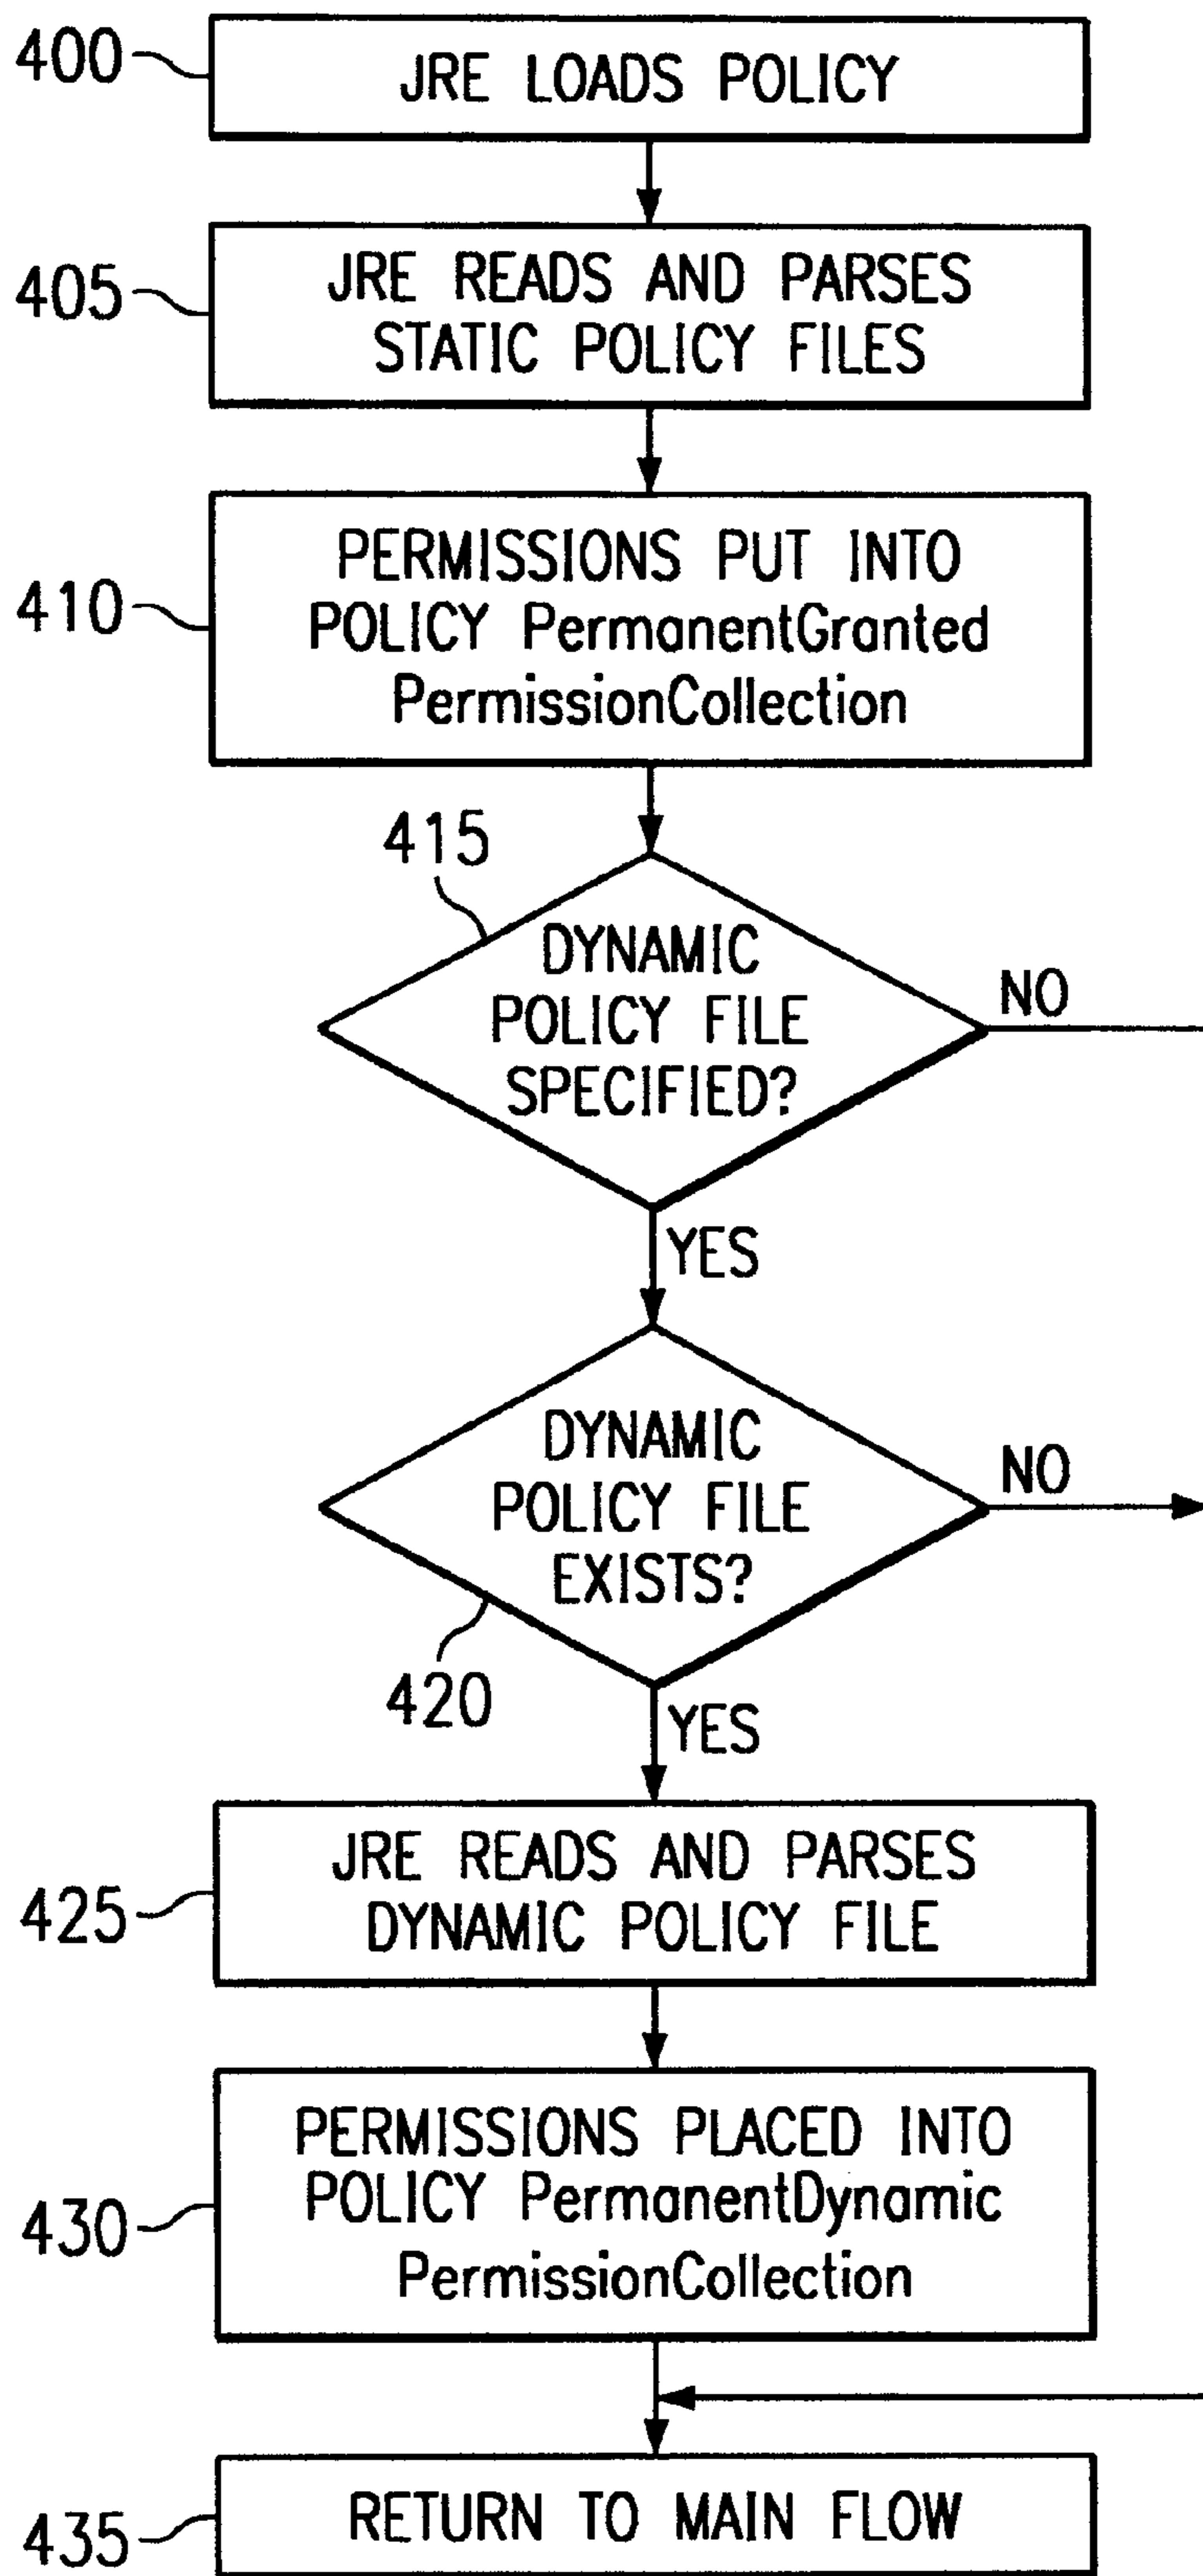 400
JRE LOADS POLICY
405
JRE READS AND PARSES
STATIC POLICY FILES
410
PERMISSIONS PUT INTO
POLICY PermanentGranted
PermissionCollection
415
DYNAMIC
POLICY FILE
SPECIFIED?
NO
YES
DYNAMIC
POLICY FILE
EXISTS?
NO
420
YES
425
JRE READS AND PARSES
DYNAMIC POLICY FILE
430
PERMISSIONS PLACED INTO
POLICY PermanentDynamic
PermissionCollection
435
RETURN TO MAIN FLOW